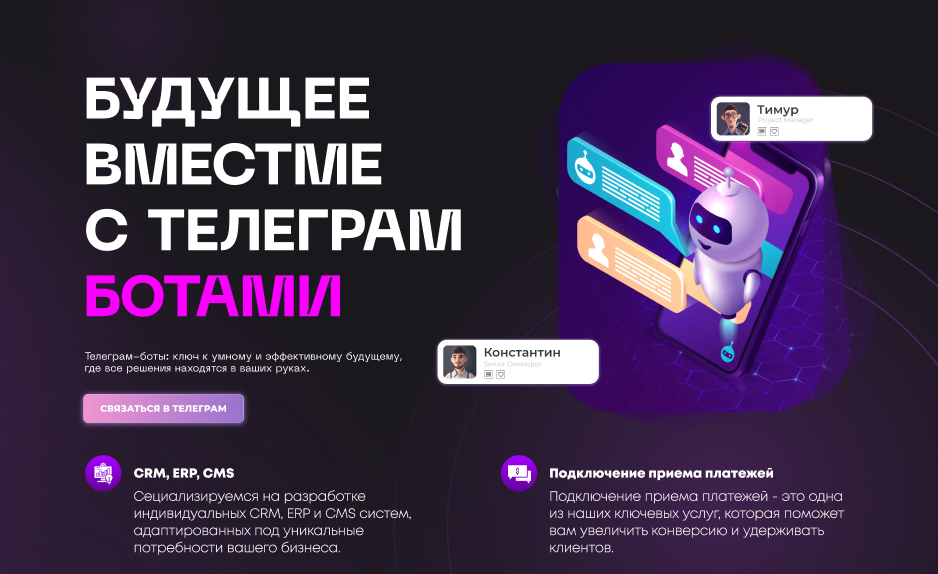 БУДУЩЕЕ
ВМЕСТМЕ
С ТЕЛЕГРАМ
БОТАМИ
Телеграм-боты: ключ к умному и эффективному будущему,
где все решения находятся в ваших руках.
СВЯЗАТЬСЯ В ТЕЛЕГРАМ
Тимур
Project Manager
Константин
Senior Developer
CRM, ERP, CMS
Сециализируемся на разработке
индивидуальных CRM, ERP и CMS систем,
адаптированных под уникальные
потребности вашего бизнеса.
Подключение приема платежей
Подключение приема платежей - это одна
из наших ключевых услуг, которая поможет
вам увеличить конверсию и удерживать
клиентов.